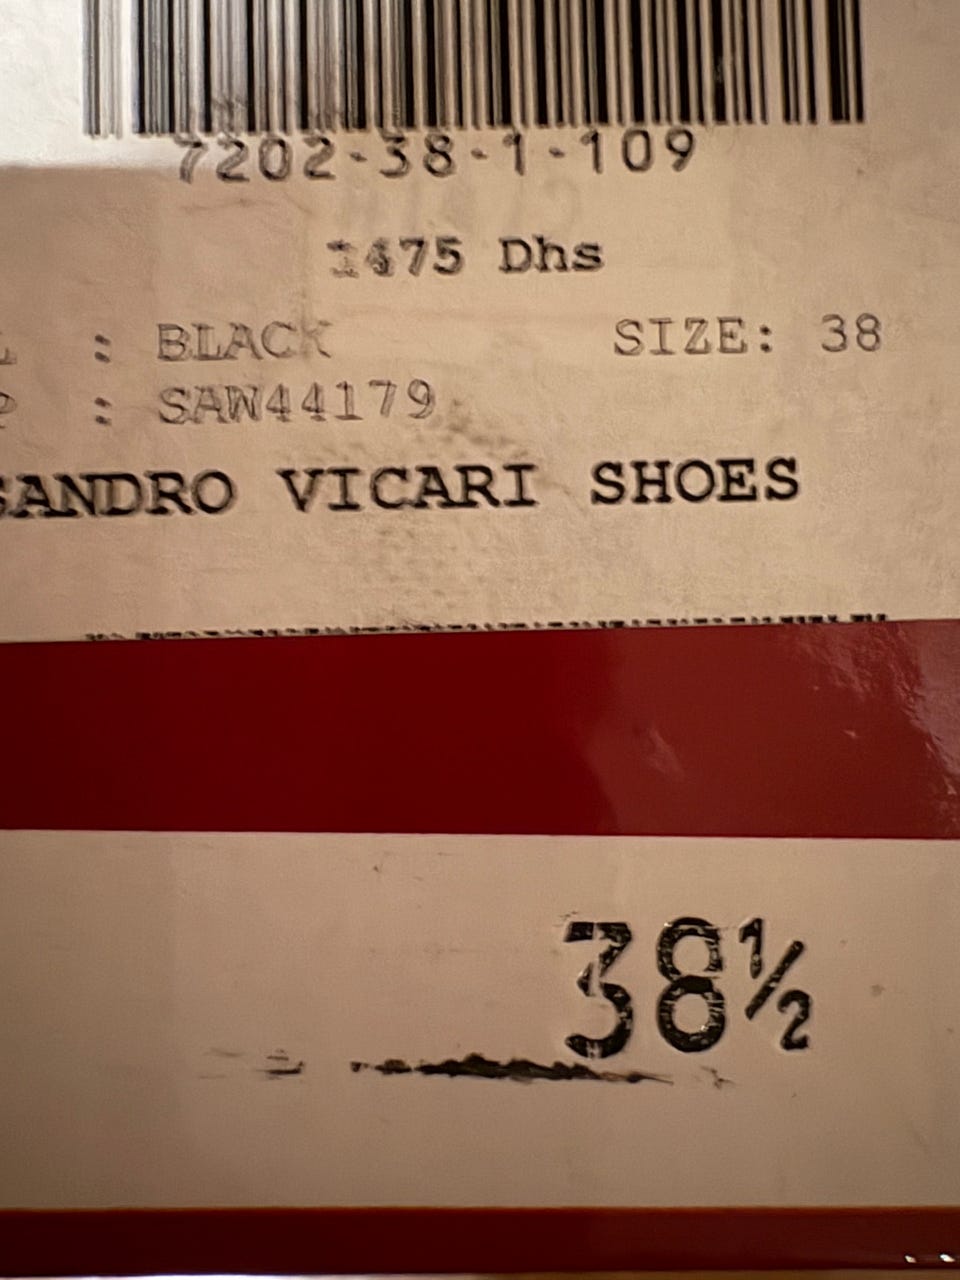 7202-38-1-109
1475 Dhs
: BLACK SIZE: 38
: SAW44179
SANDRO VICARI SHOES
38½